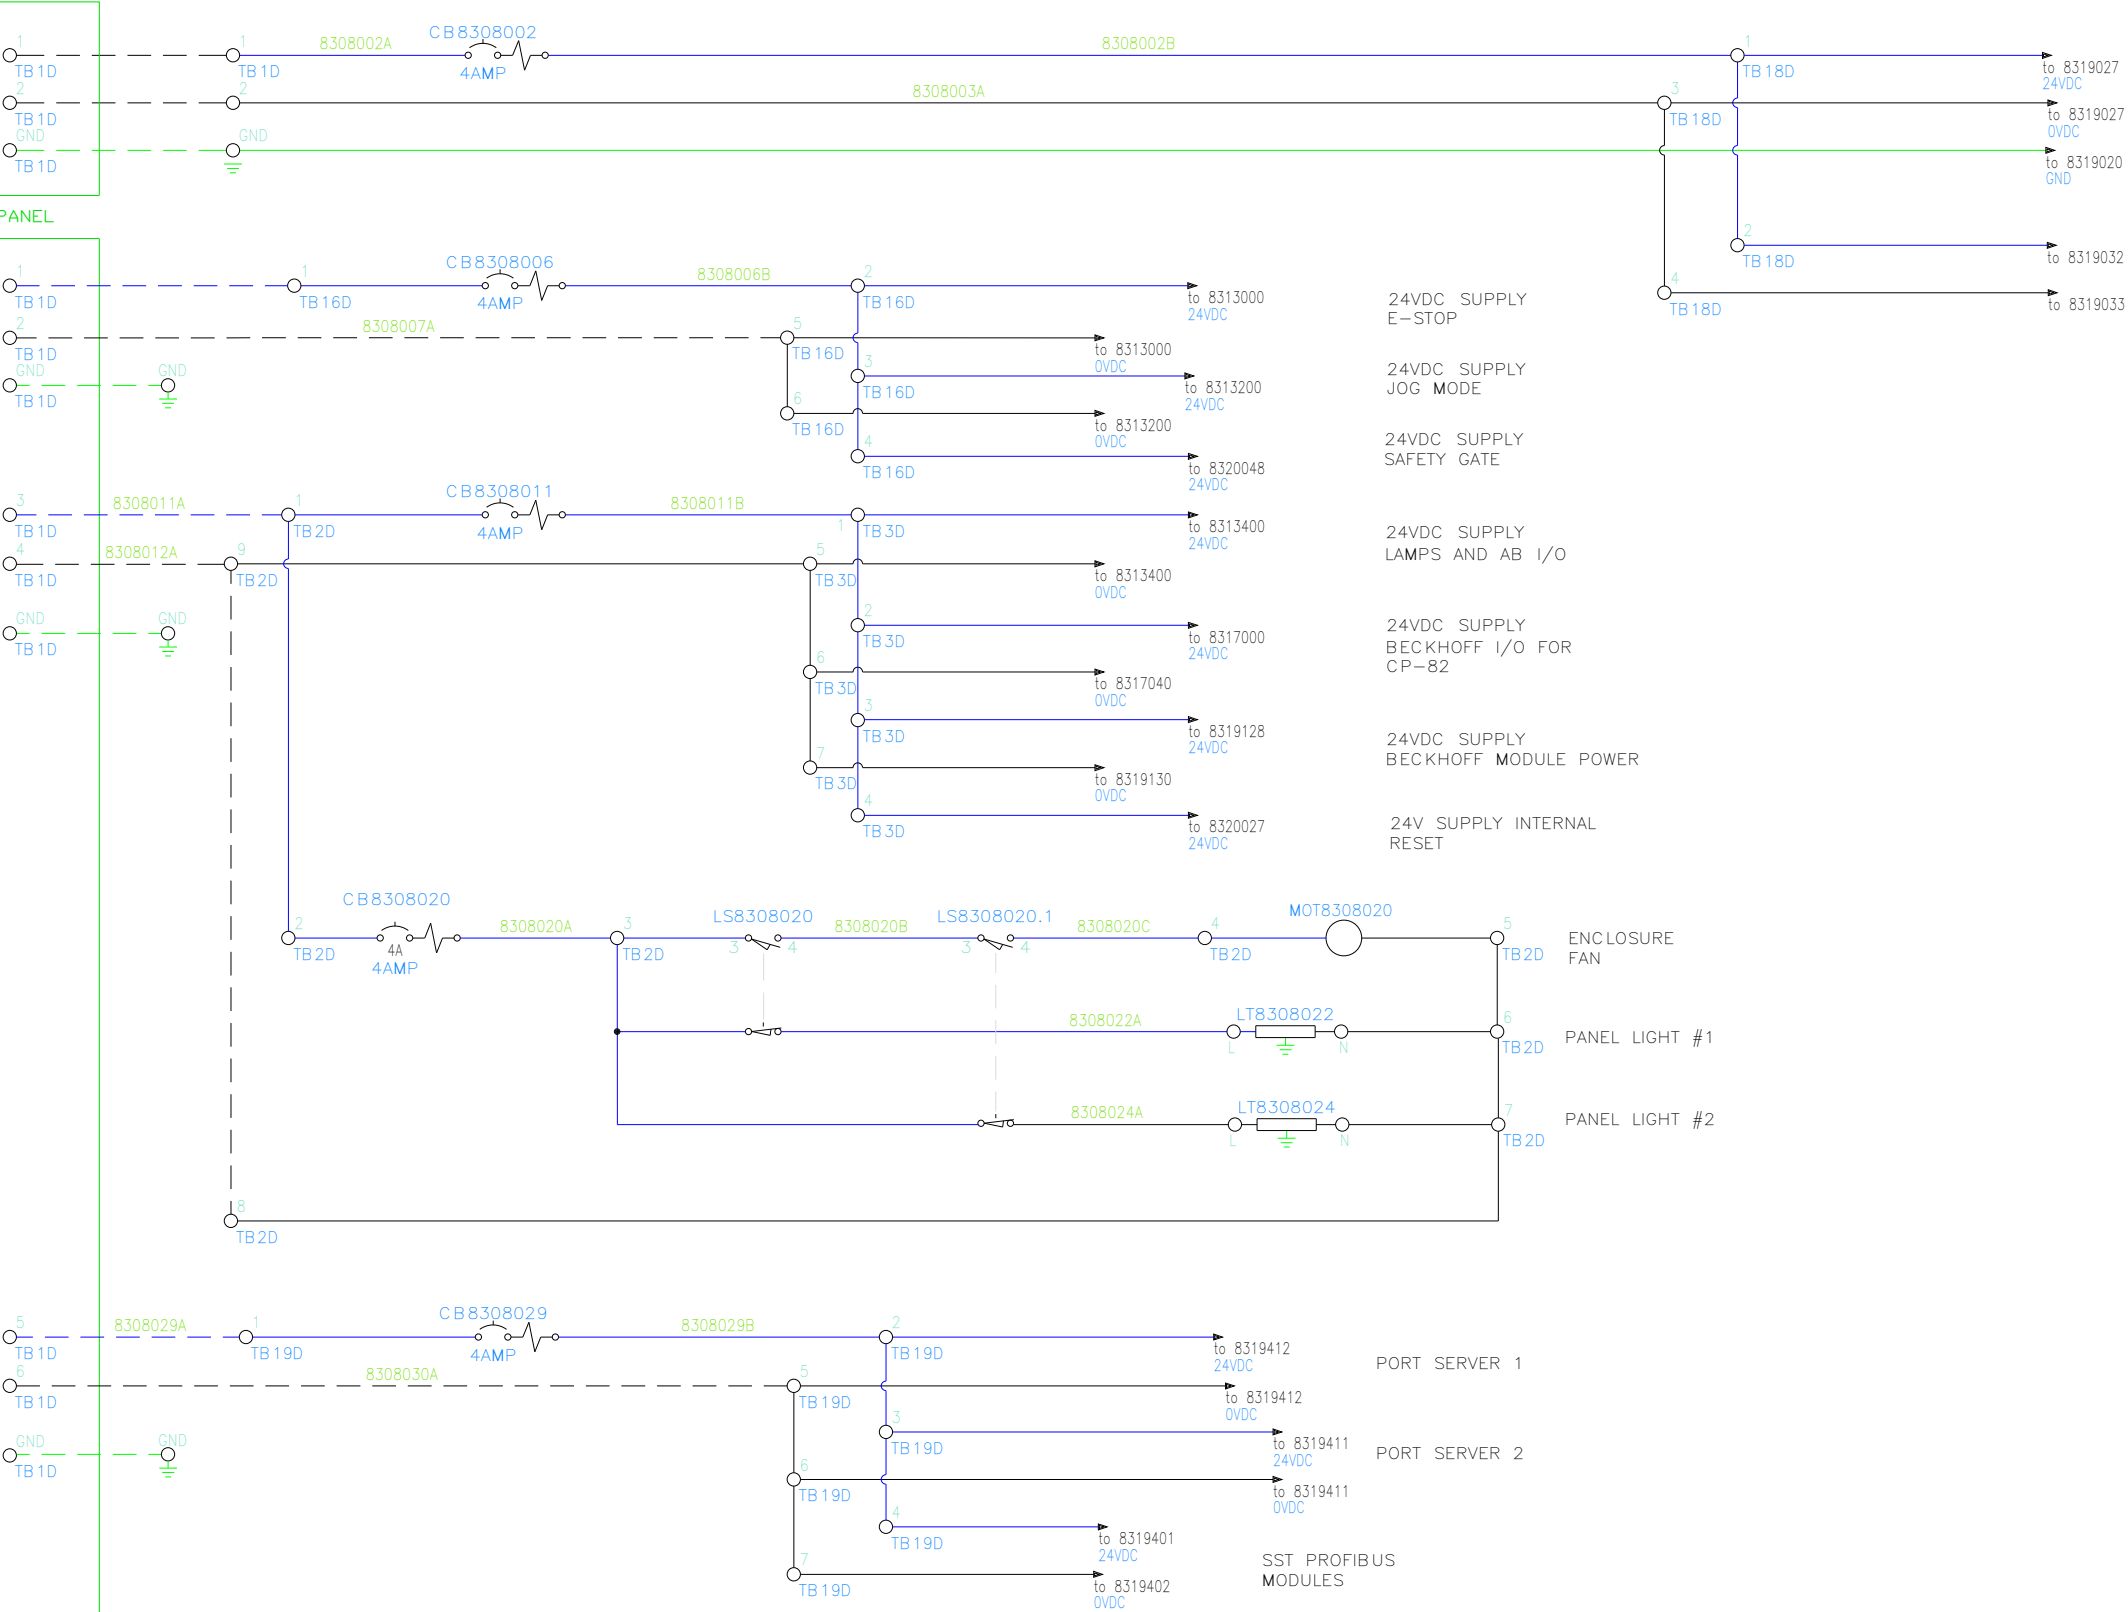 CB8308002
1
1
8308002A
8308002B
1
TB1D
TB1D
4AMP
TB18D
to 8319027
24VDC
2
2
8308003A
3
TB1D
TB18D
to 8319027
0VDC
GND
GND
TB1D
to 8319020
GND
PANEL
2
TB18D
to 8319032
4
TB18D
to 8319033
CB8308006
1
1
8308006B
2
TB1D
TB16D
4AMP
TB16D
to 8313000
24VDC
24VDC SUPPLY
E-STOP
2
8308007A
5
TB1D
TB16D
to 8313000
0VDC
GND
GND
TB1D
3
TB16D
to 8313200
24VDC
24VDC SUPPLY
JOG MODE
6
TB16D
to 8313200
0VDC
4
TB16D
to 8320048
24VDC
24VDC SUPPLY
SAFETY GATE
CB8308011
3
8308011A
1
8308011B
1
TB1D
TB2D
4AMP
TB3D
to 8313400
24VDC
24VDC SUPPLY
LAMPS AND AB I/O
4
8308012A
9
5
TB1D
TB2D
TB3D
to 8313400
0VDC
GND
GND
TB1D
2
TB3D
to 8317000
24VDC
24VDC SUPPLY
BECKHOFF I/O FOR
CP-82
6
TB3D
to 8317040
0VDC
3
TB3D
to 8319128
24VDC
24VDC SUPPLY
BECKHOFF MODULE POWER
7
TB3D
to 8319130
0VDC
4
TB3D
to 8320027
24VDC
24V SUPPLY INTERNAL
RESET
CB8308020
LS8308020
LS8308020.1
MOT8308020
2
8308020A
3
8308020B
8308020C
4
5
TB2D
4A
4AMP
TB2D
3
4
3
4
TB2D
TB2D
ENCLOSURE
FAN
8308022A
LT8308022
6
L
N
TB2D
PANEL LIGHT #1
8308024A
LT8308024
7
L
N
TB2D
PANEL LIGHT #2
8
TB2D
CB8308029
5
8308029A
1
8308029B
2
TB1D
TB19D
4AMP
TB19D
to 8319412
24VDC
PORT SERVER 1
6
8308030A
5
TB1D
TB19D
to 8319412
0VDC
GND
GND
TB1D
3
TB19D
to 8319411
24VDC
PORT SERVER 2
6
TB19D
to 8319411
0VDC
4
TB19D
to 8319401
24VDC
SST PROFIBUS
MODULES
7
TB19D
to 8319402
0VDC